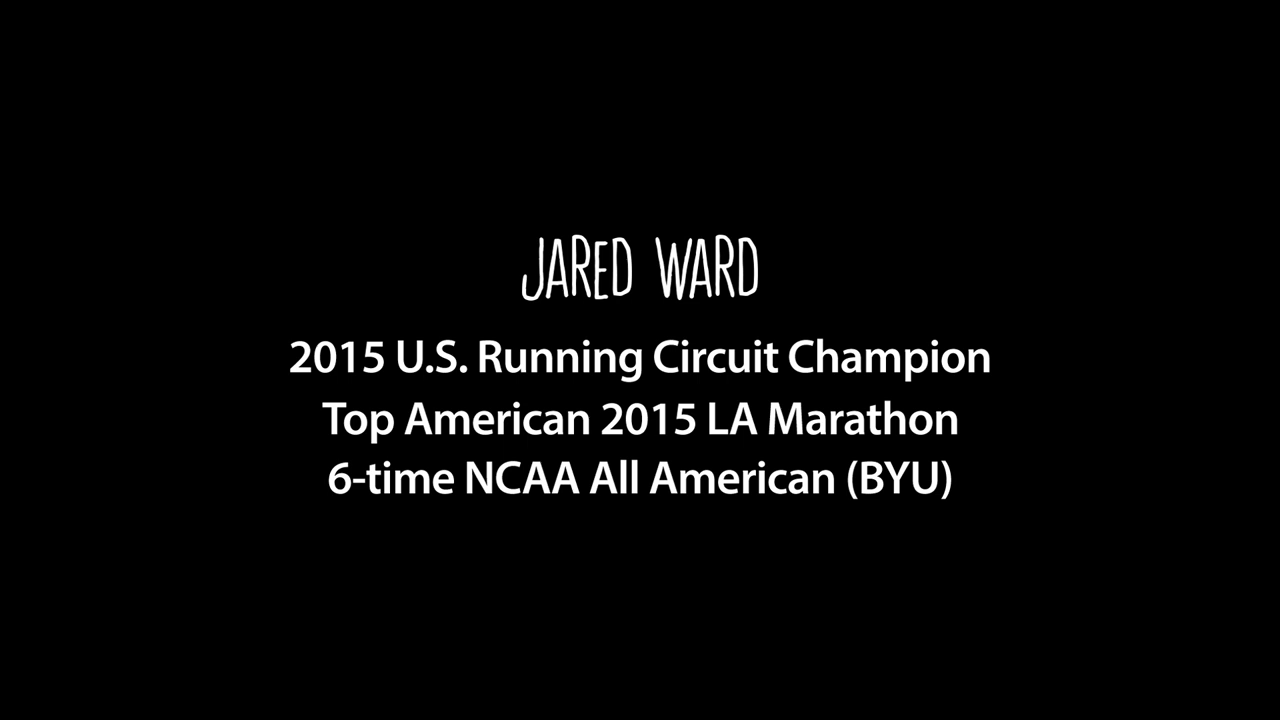 JARED WARD
2015 U.S. Running Circuit Champion
Top American 2015 LA Marathon
6-time NCAA All American (BYU)